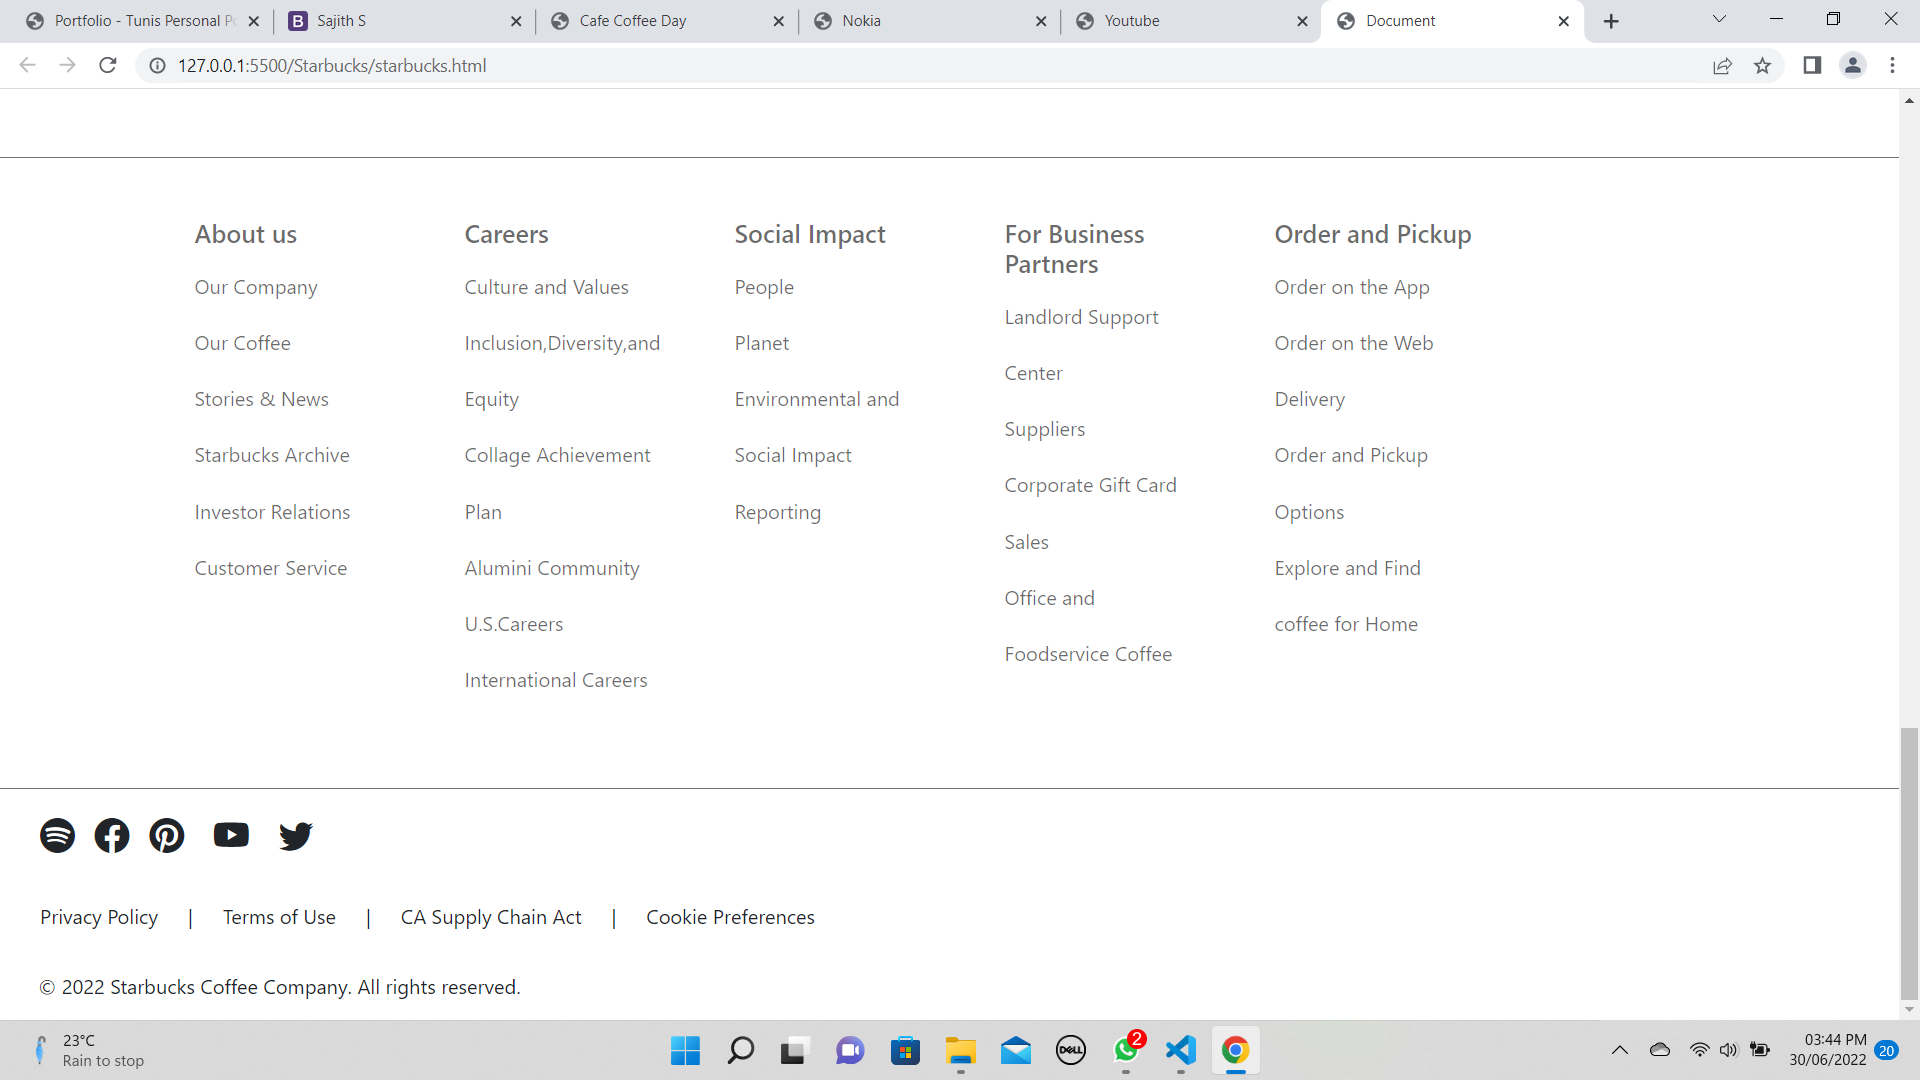 Portfolio - Tunis Personal Po
Sajith S
Cafe Coffee Day
Nokia
Youtube
Document
127.0.0.1:5500/Starbucks/starbucks.html
About us
Our Company
Our Coffee
Stories & News
Starbucks Archive
Investor Relations
Customer Service
Careers
Culture and Values
Inclusion,Diversity,and
Equity
Collage Achievement
Plan
Alumini Community
U.S.Careers
International Careers
Social Impact
People
Planet
Environmental and
Social Impact
Reporting
For Business
Partners
Landlord Support
Center
Suppliers
Corporate Gift Card
Sales
Office and
Foodservice Coffee
Order and Pickup
Order on the App
Order on the Web
Delivery
Order and Pickup
Options
Explore and Find
coffee for Home
Privacy Policy | Terms of Use | CA Supply Chain Act | Cookie Preferences
© 2022 Starbucks Coffee Company. All rights reserved.
23°C
Rain to stop
DELL
2
03:44 PM
30/06/2022
20